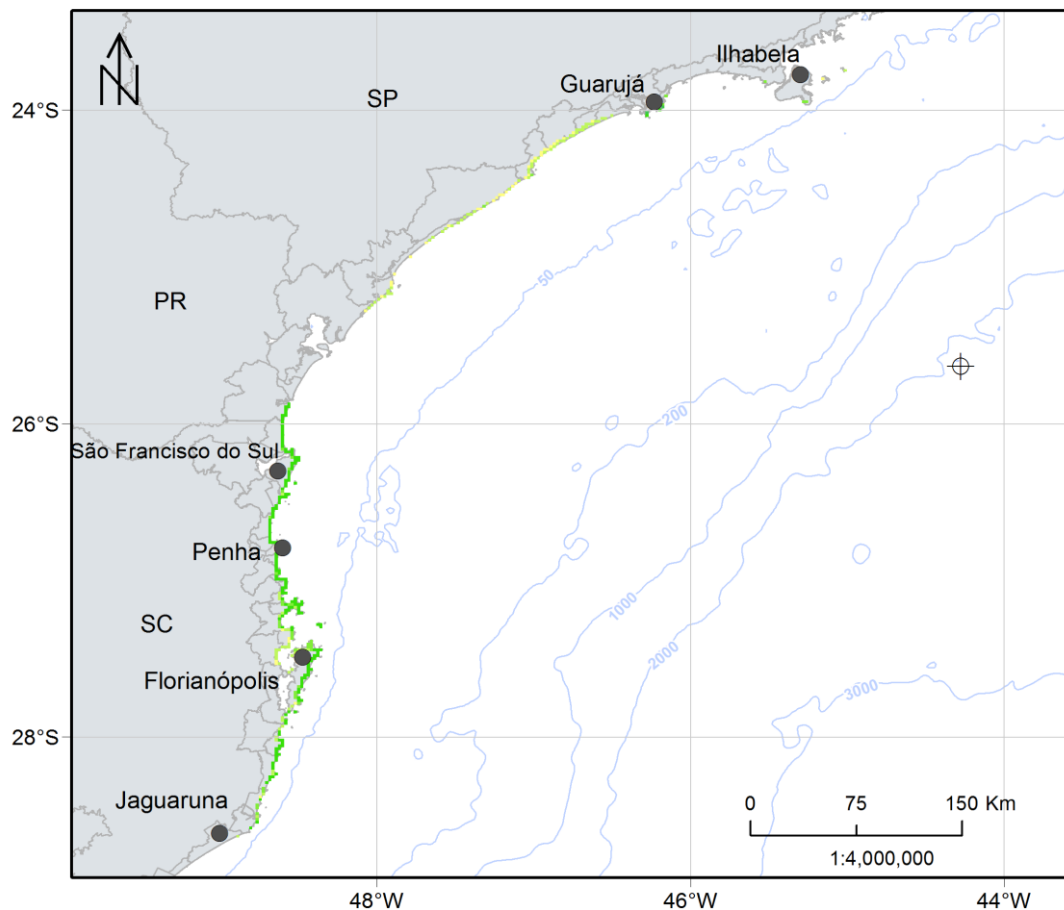 N
Ilhabela
Guarujá
SP
24°S
50
PR
200
26°S
São Francisco do Sul
Penha
1000
SC
2000
Florianópolis
3000
28°S
Jaguaruna
0 75 150 Km
1:4,000,000
48°W 46°W 44°W